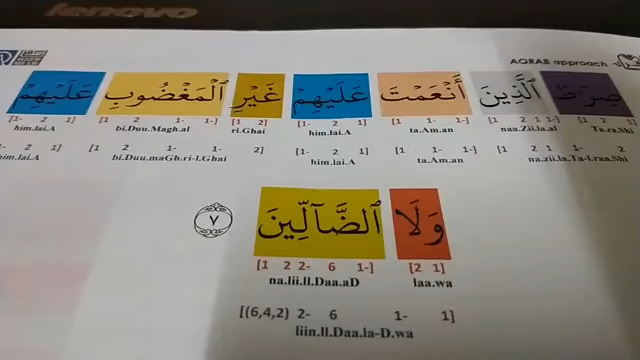 lenovo
AQRAB approach
صِرَٰطَ ٱلَّذِينَ أَنْعَمْتَ عَلَيْهِمْ غَيْرِ ٱلْمَغْضُوبِ عَلَيْهِمْ
[1- 2 1] [1 2 1- 1-] [1 2] [1- 2 1] [1 1- 2- 1] [1 2 1 1-] [1 2 1]
him.lai.A bi.Duu.Magh.al ri.Ghai him.lai.A ta.Am.an naa.Zii.la.al Ta.ra.Shi
[1- 2 1] [1 2 1- 1- 2] [1- 2 1] [1 1- 1-] [1 2 1 1- 2]
him.lai.A bi.Duu.maGh.ri-l.Ghai him.lai.A ta.Am.an na.zii.la.Ta-l.raa.Shi
وَلَا ٱلضَّآلِّينَ ٧
[1 2 2- 6 1-] [2 1]
na.lii.ll.Daa.aD laa.wa
[(6,4,2) 2- 6 1- 1]
liin.ll.Daa.la-D.wa